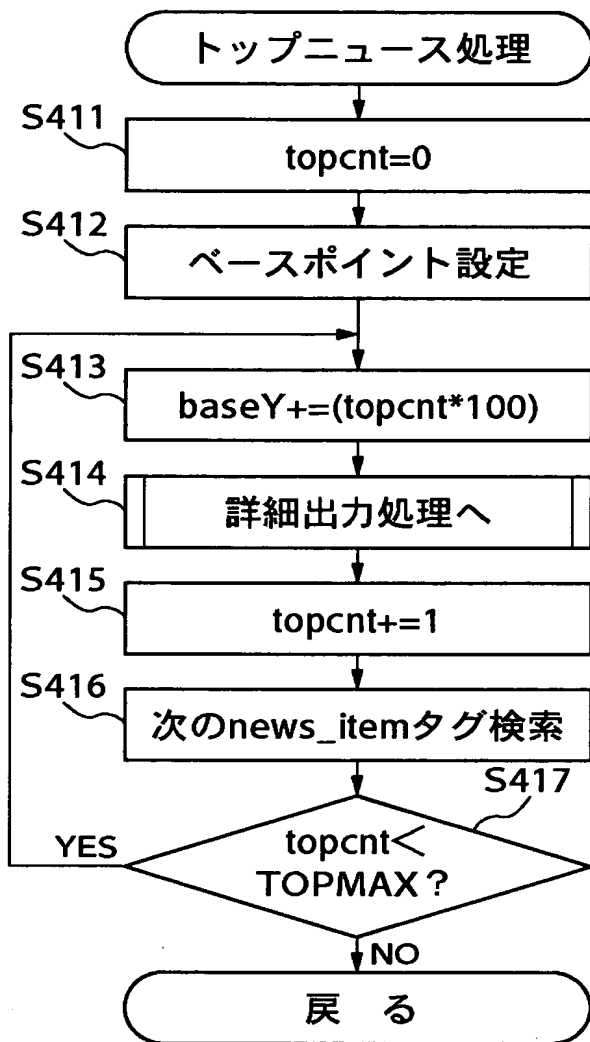 トップニュース処理
S411
topcnt=0
S412
ベースポイント設定
S413
baseY+=(topcnt*100)
S414
詳細出力処理へ
S415
topcnt+=1
S416
次のnews_itemタグ検索
S417
topcnt<
TOPMAX?
YES
NO
戻 る